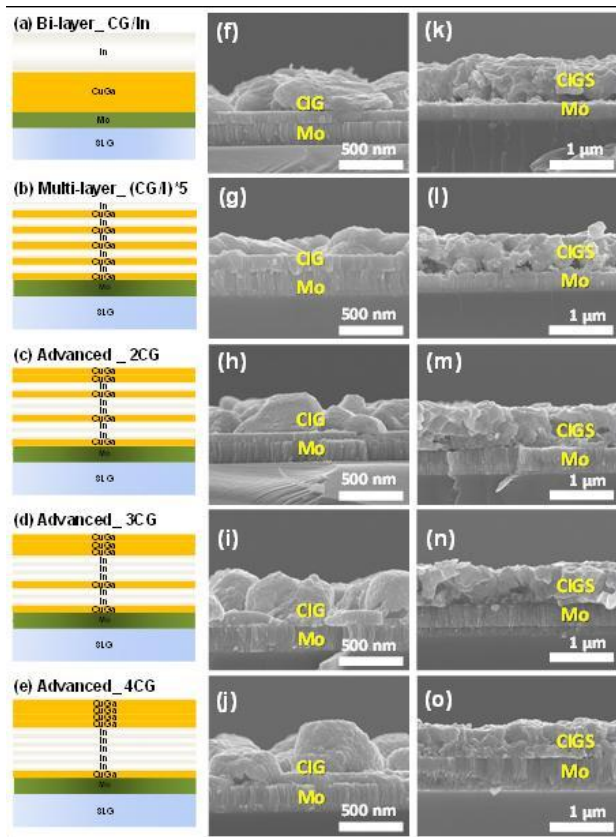 (a) Bi-layer_ CG/In
In
CuGa
Mo
SLG
(f)
CIG
Mo
500 nm
(k)
CIGS
Mo
1 µm
(b) Multi-layer_ (CG/I)*5
In
CuGa
In
CuGa
In
CuGa
In
CuGa
In
CuGa
Mo
SLG
(g)
CIG
Mo
500 nm
(l)
CIGS
Mo
1 µm
(c) Advanced _ 2CG
CuGa
CuGa
In
CuGa
In
In
CuGa
In
In
CuGa
Mo
SLG
(h)
CIG
Mo
500 nm
(m)
CIGS
Mo
1 µm
(d) Advanced_ 3CG
CuGa
CuGa
CuGa
In
In
In
CuGa
In
In
CuGa
Mo
SLG
(i)
CIG
Mo
500 nm
(n)
CIGS
Mo
1 µm
(e) Advanced_ 4CG
CuGa
CuGa
CuGa
CuGa
In
In
In
In
In
CuGa
Mo
SLG
(j)
CIG
Mo
500 nm
(o)
CIGS
Mo
1 µm